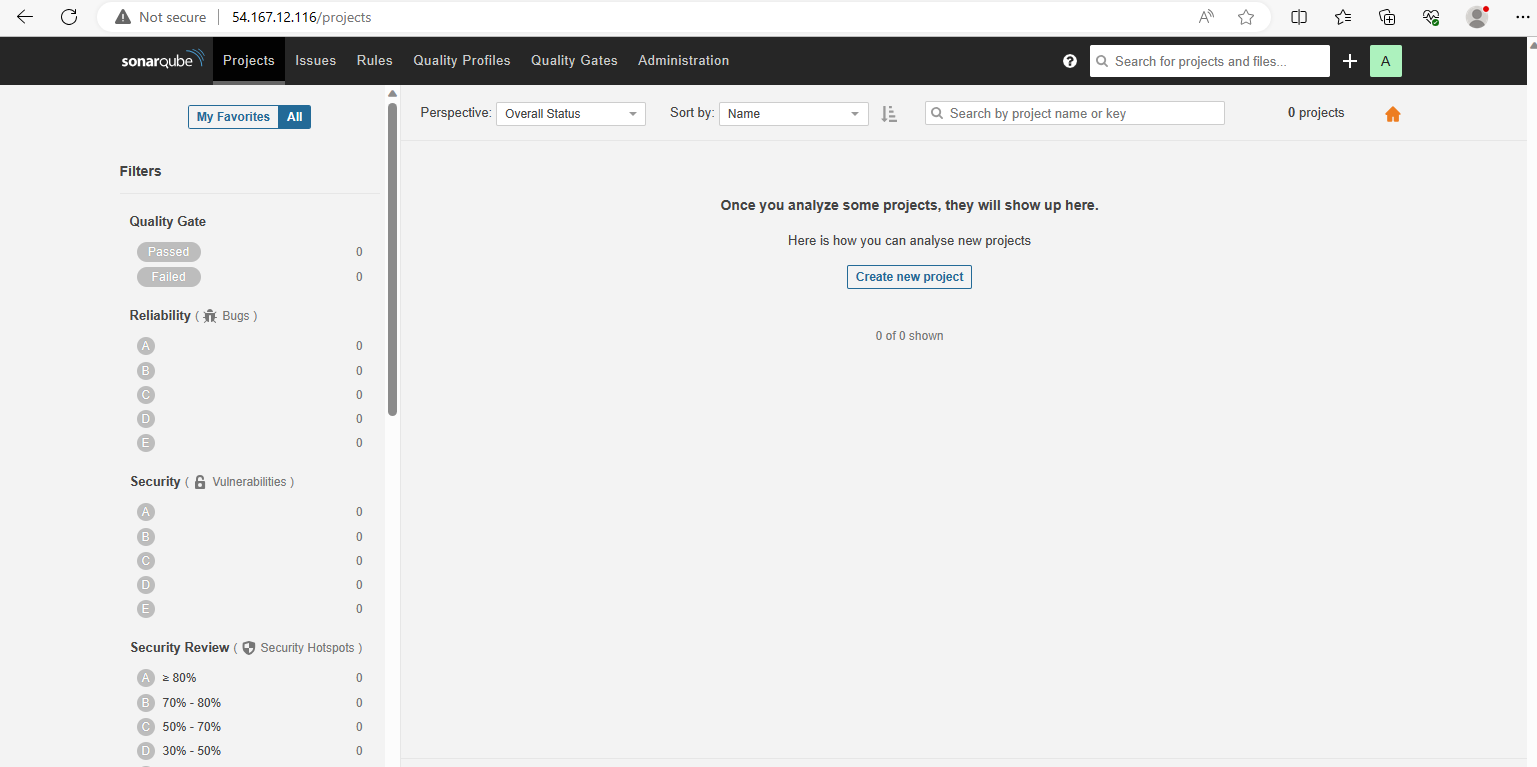 Not secure 54.167.12.116/projects
sonarqube Projects Issues Rules Quality Profiles Quality Gates Administration Search for projects and files... A
My Favorites All
Filters
Quality Gate
Passed 0
Failed 0
Reliability ( Bugs )
A 0
B 0
C 0
D 0
E 0
Security ( Vulnerabilities )
A 0
B 0
C 0
D 0
E 0
Security Review ( Security Hotspots )
A ≥ 80% 0
B 70% - 80% 0
C 50% - 70% 0
D 30% - 50% 0
Perspective: Overall Status Sort by: Name Search by project name or key 0 projects
Once you analyze some projects, they will show up here.
Here is how you can analyse new projects
Create new project
0 of 0 shown